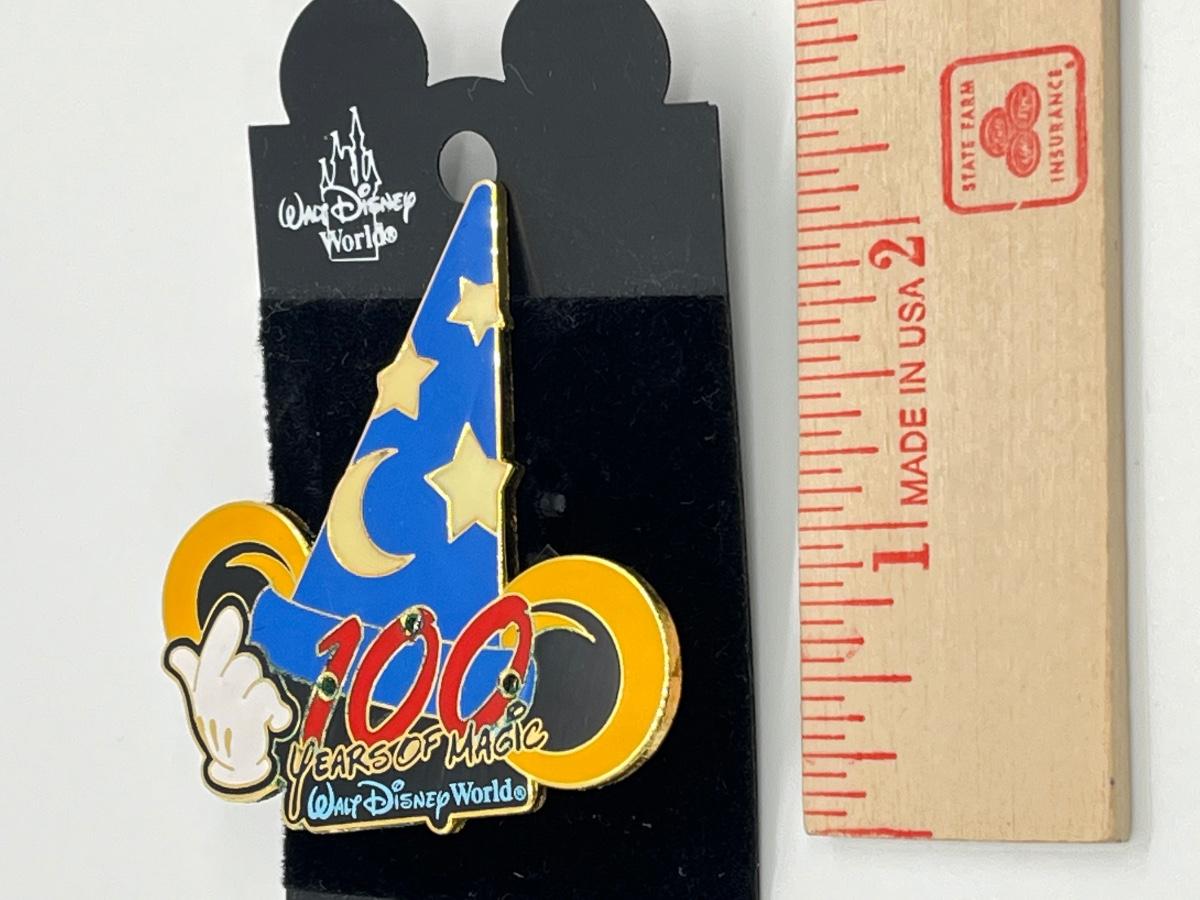 WALT DISNEY
World®
100
YEARS OF MAGIC
WALT DISNEY World®
STATE FARM
INSURANCE
2
MADE IN USA
1